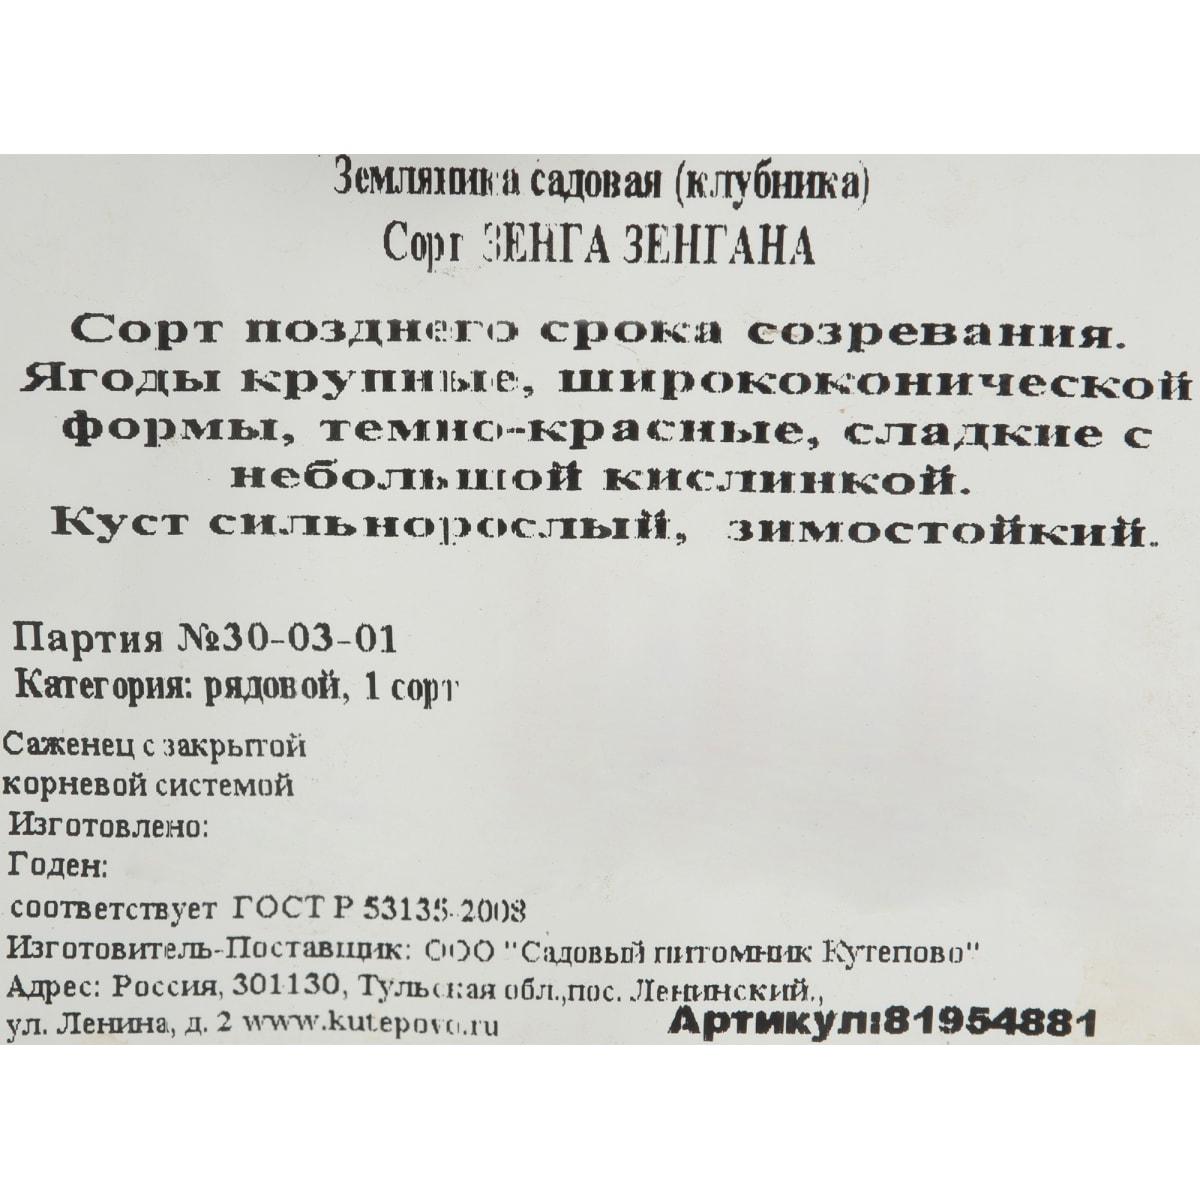 Земляника садовая (клубника)
Сорт ЗЕНГА ЗЕНГАНА
Сорт позднего срока созревания.
Ягоды крупные, ширококонической
формы, темно-красные, сладкие с
небольшой кислинкой.
Куст сильнорослый, зимостойкий.
Партия №30-03-01
Категория: рядовой, 1 сорт
Саженец с закрытой
корневой системой
Изготовлено:
Годен:
соответствует ГОСТ Р 53135-2008
Изготовитель-Поставщик: ООО "Садовый питомник Кутепово"
Адрес: Россия, 301130, Тульская обл.,пос. Ленинский.,
ул. Ленина, д. 2 www.kutepovo.ru
Артикул:81954881